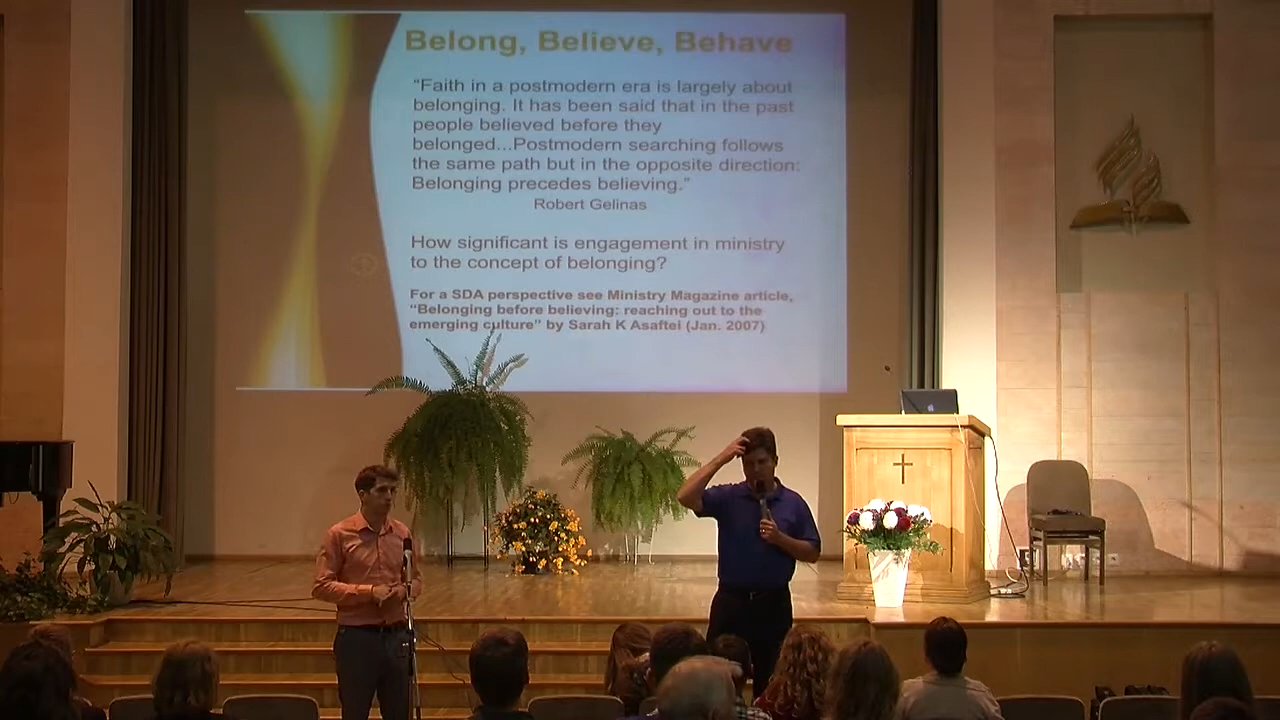 Belong, Believe, Behave
“Faith in a postmodern era is largely about
belonging. It has been said that in the past
people believed before they
belonged...Postmodern searching follows
the same path but in the opposite direction:
Belonging precedes believing.”
Robert Gelinas
How significant is engagement in ministry
to the concept of belonging?
For a SDA perspective see Ministry Magazine article,
“Belonging before believing: reaching out to the
emerging culture” by Sarah K Asaftei (Jan. 2007)